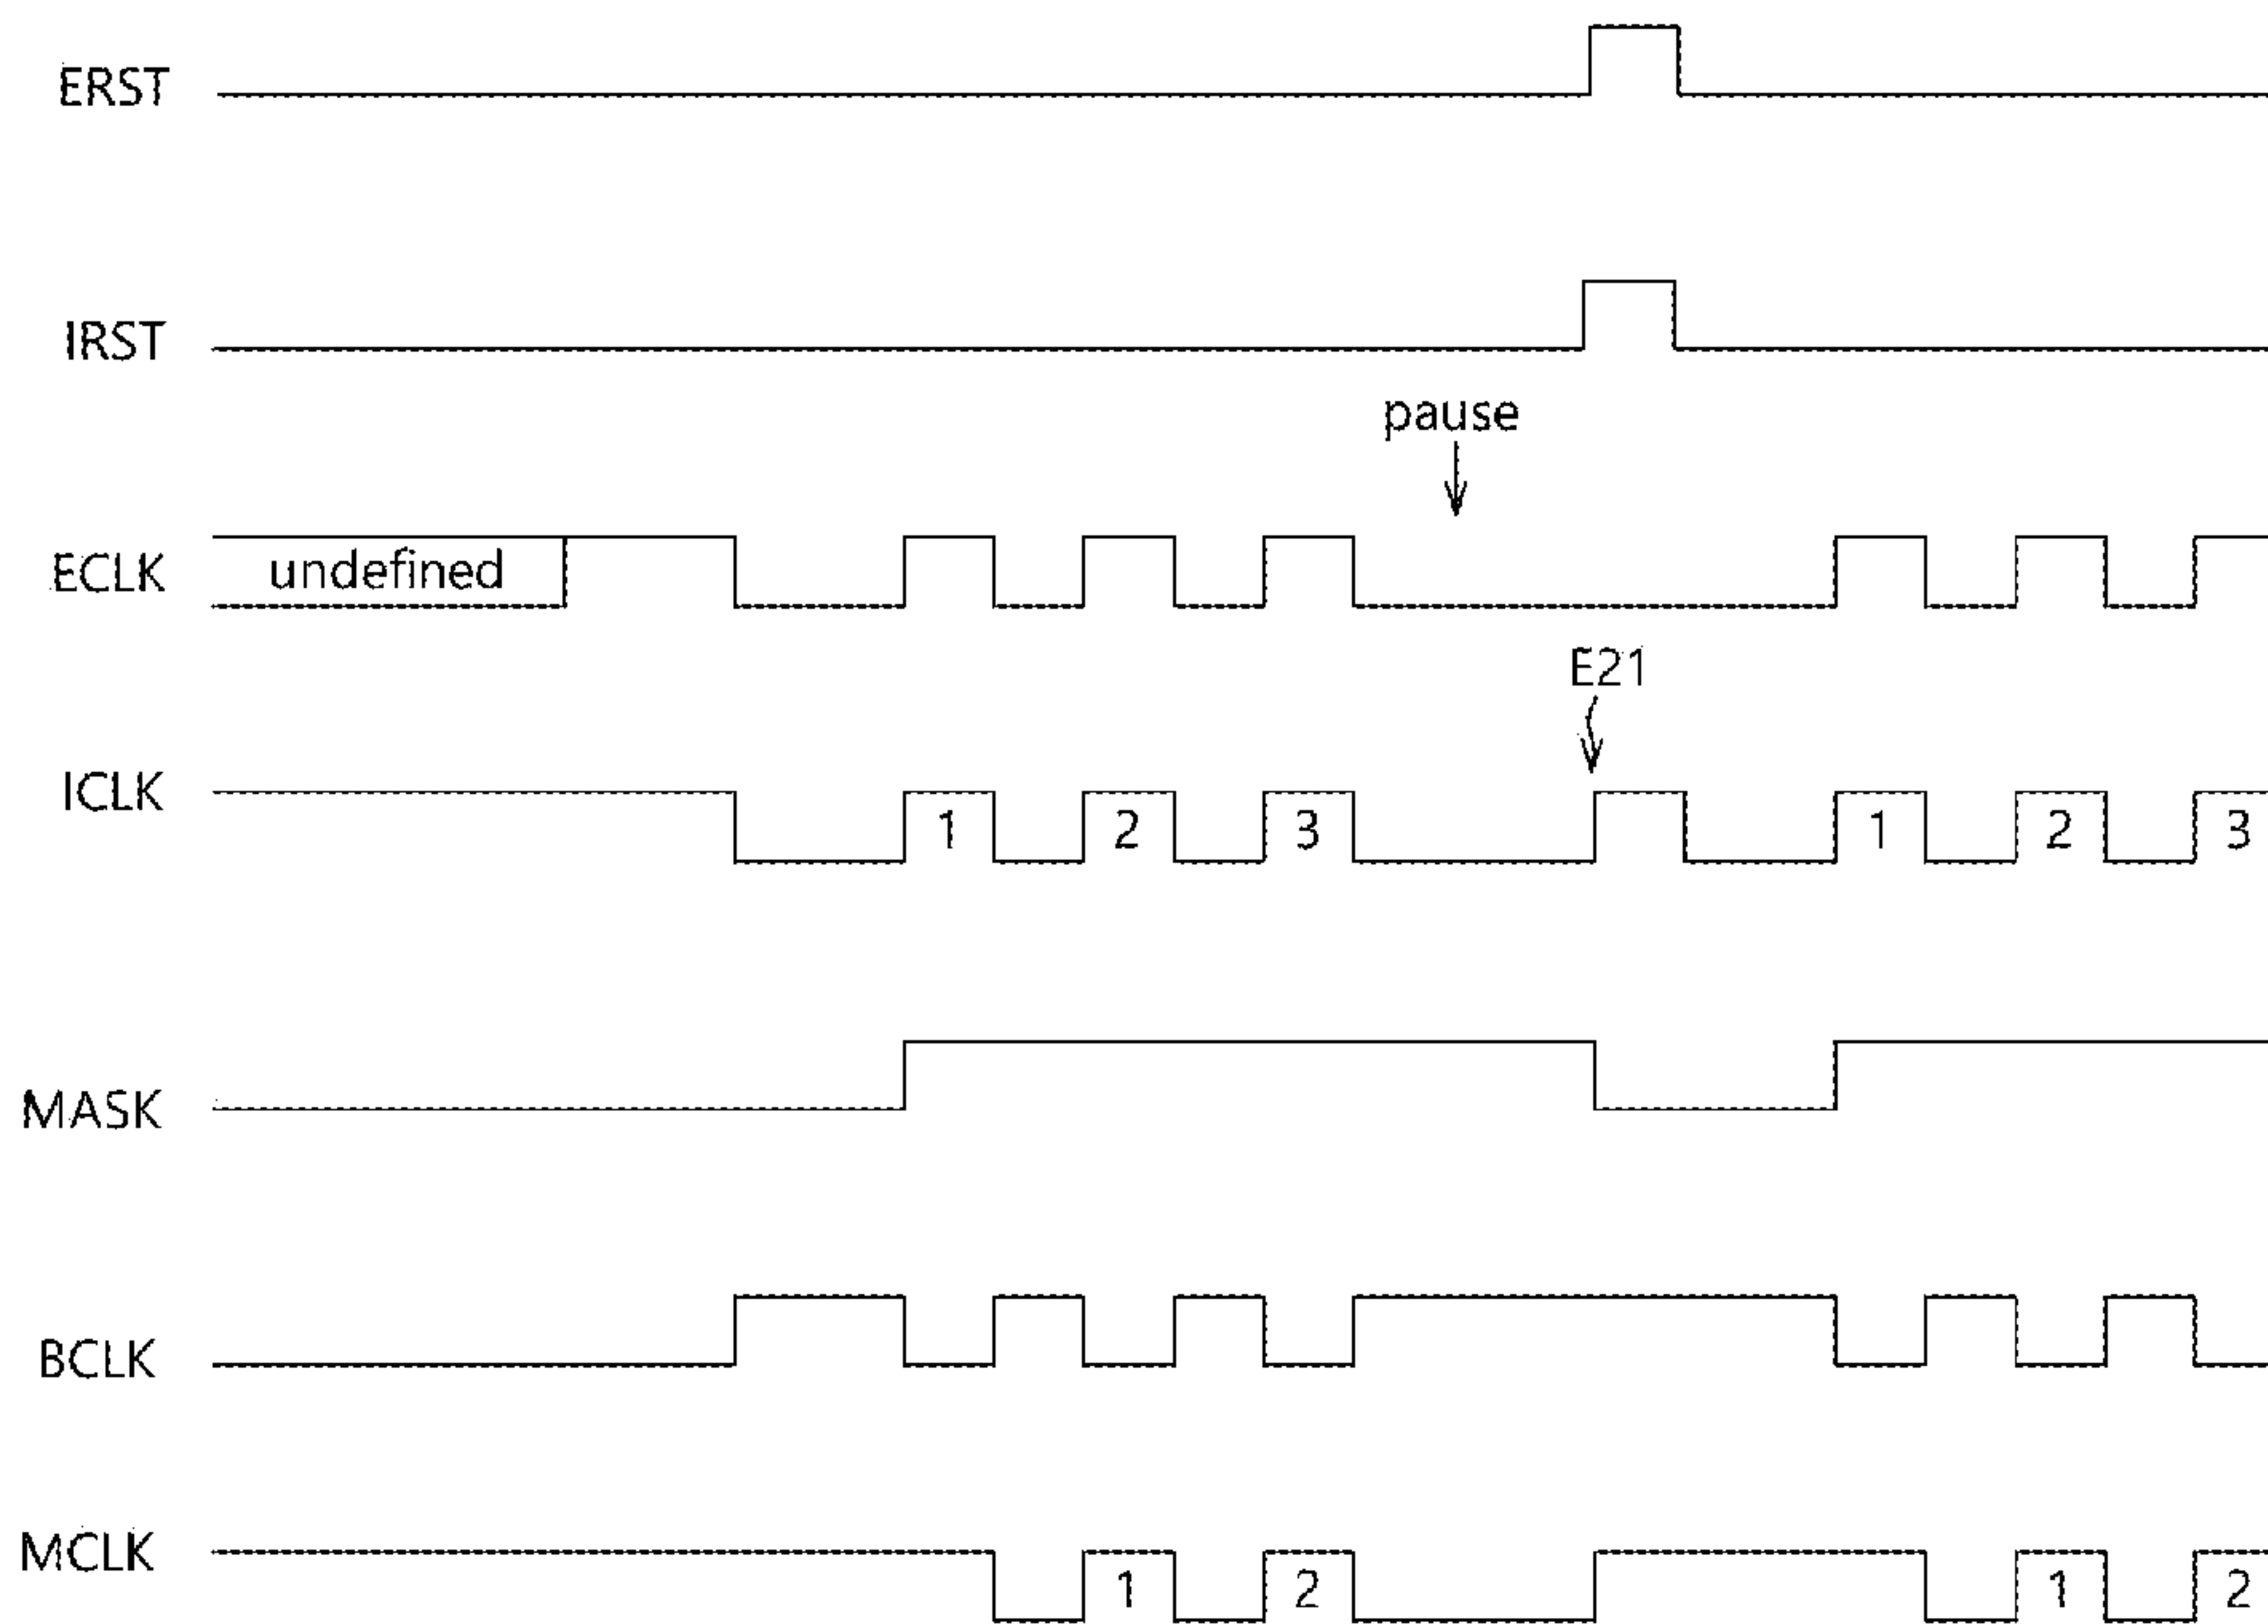 ERST
IRST
pause
ECLK undefined
E21
ICLK 1 2 3 1 2 3
MASK
BCLK
MCLK 1 2 1 2